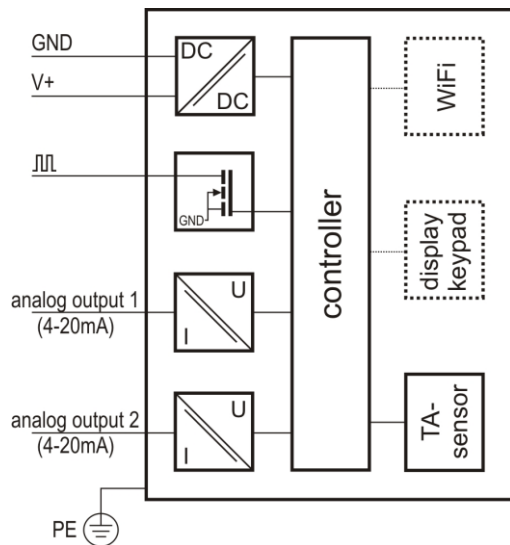 GND
V+
DC
DC
GND
analog output 1
(4-20mA)
U
I
analog output 2
(4-20mA)
U
I
PE
controller
WiFi
display
keypad
TA-
sensor